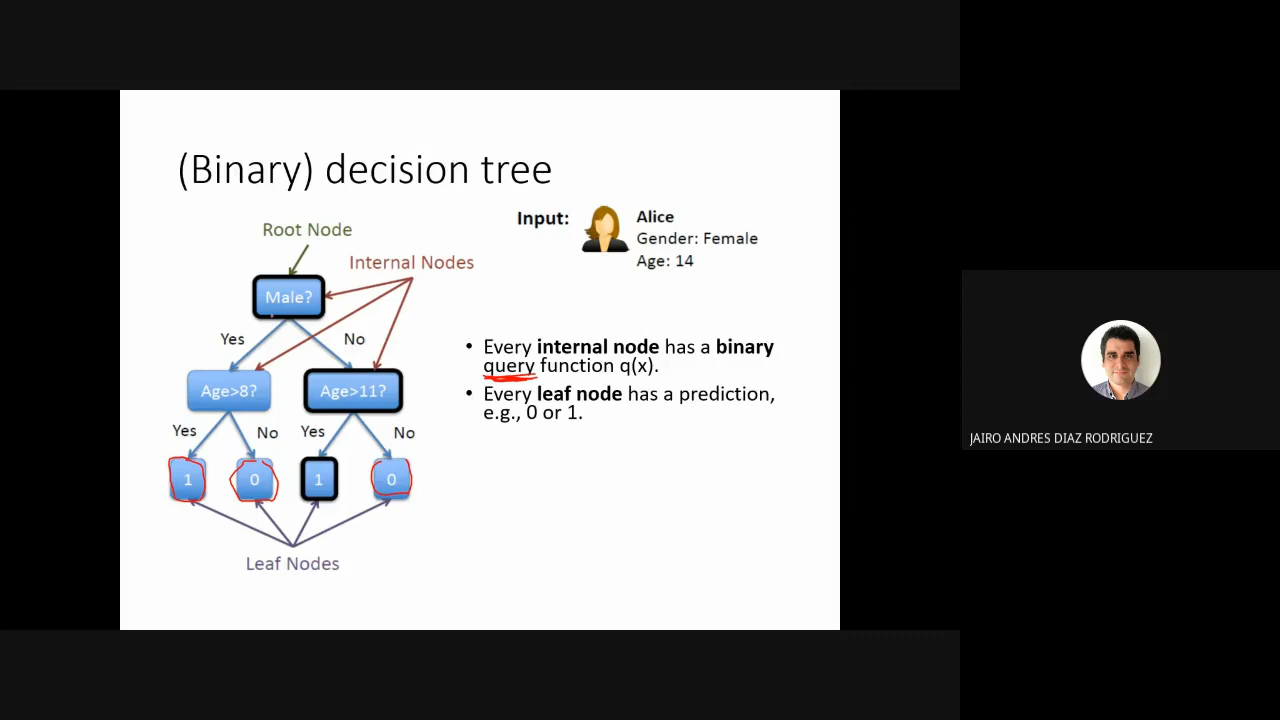 (Binary) decision tree
Root Node
Internal Nodes
Male?
Yes
No
Age>8?
Age>11?
Yes
No
Yes
No
1
0
1
0
Leaf Nodes
Input:
Alice
Gender: Female
Age: 14
• Every internal node has a binary
query function q(x).
• Every leaf node has a prediction,
e.g., 0 or 1.
JAIRO ANDRES DIAZ RODRIGUEZ